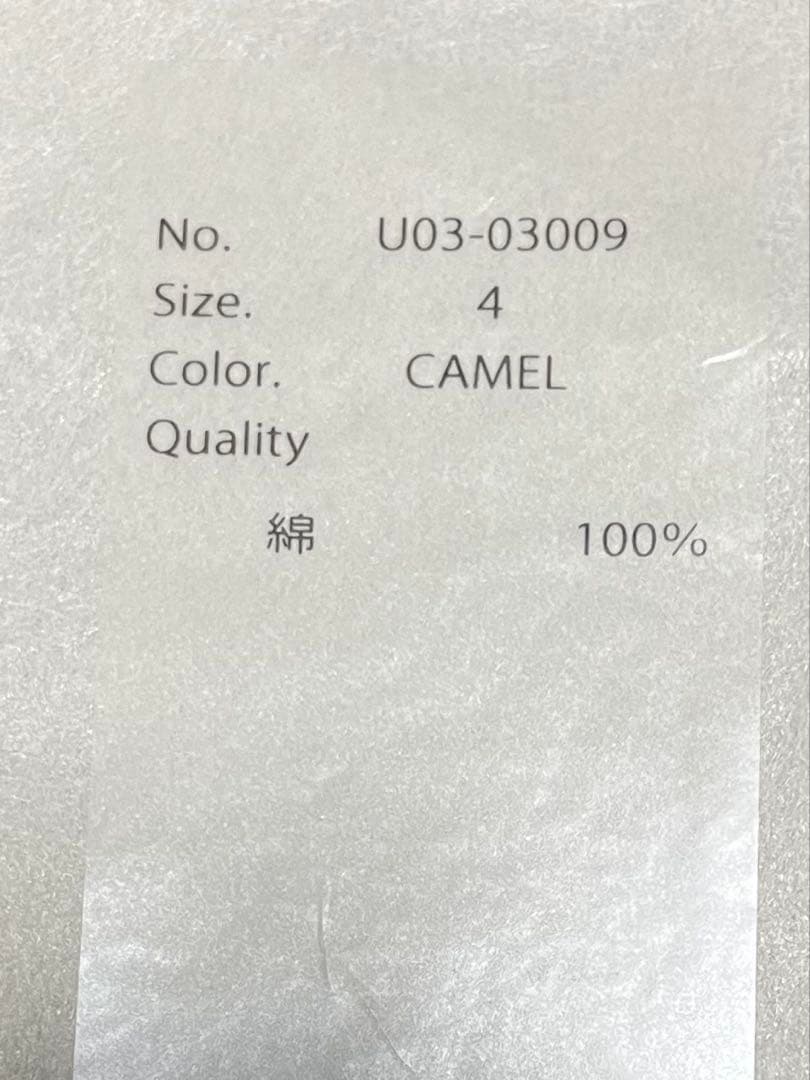 No. U03-03009
Size. 4
Color. CAMEL
Quality
綿 100%